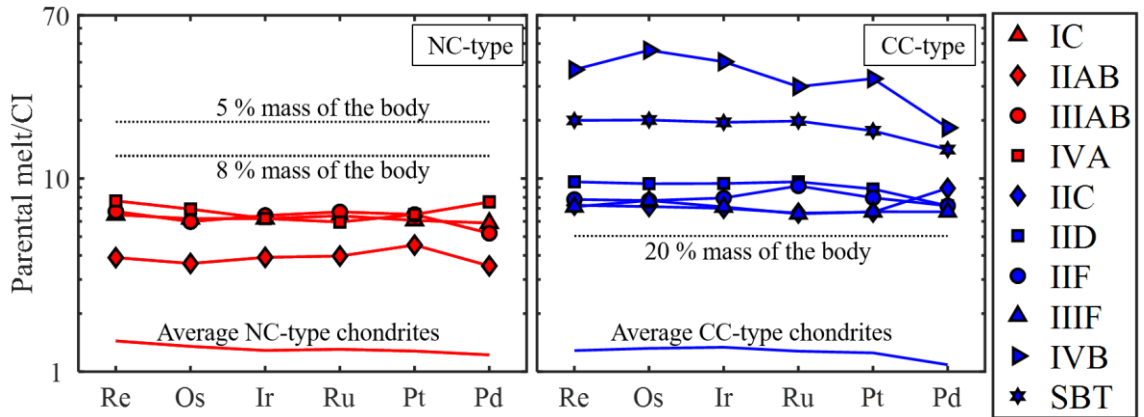 70
10
1
Parental melt/CI
NC-type
5 % mass of the body
8 % mass of the body
Average NC-type chondrites
Re Os Ir Ru Pt Pd
CC-type
20 % mass of the body
Average CC-type chondrites
Re Os Ir Ru Pt Pd
IC
IIAB
IIIAB
IVA
IIC
IID
IIF
IIIF
IVB
SBT